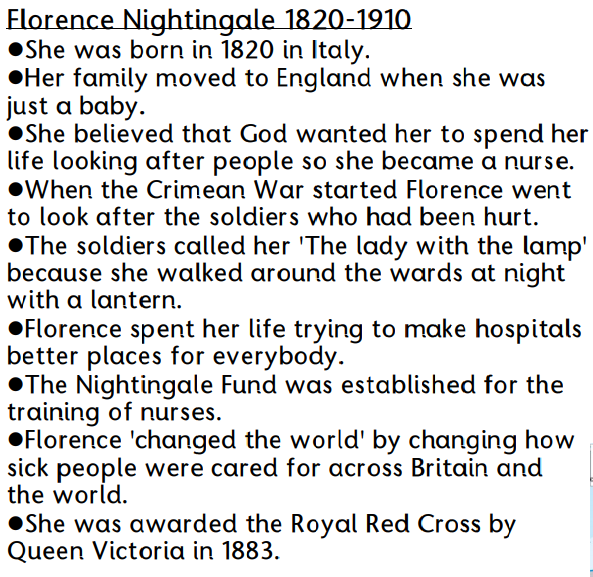 Florence Nightingale 1820-1910
●She was born in 1820 in Italy.
●Her family moved to England when she was
just a baby.
●She believed that God wanted her to spend her
life looking after people so she became a nurse.
●When the Crimean War started Florence went
to look after the soldiers who had been hurt.
●The soldiers called her 'The lady with the lamp'
because she walked around the wards at night
with a lantern.
●Florence spent her life trying to make hospitals
better places for everybody.
●The Nightingale Fund was established for the
training of nurses.
●Florence 'changed the world' by changing how
sick people were cared for across Britain and
the world.
●She was awarded the Royal Red Cross by
Queen Victoria in 1883.